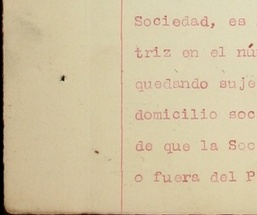 Sociedad, es
triz en el nú
quedando suje
domicilio soc
de que la Soc
o fuera del P